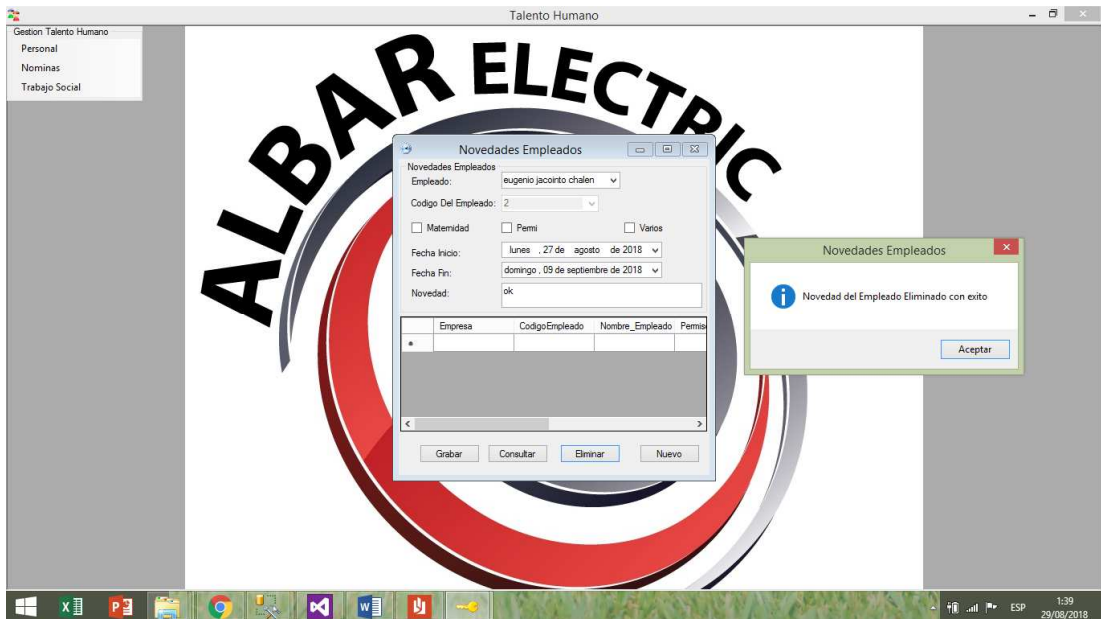 Talento Humano
Gestion Talento Humano
Personal
Nominas
Trabajo Social
ALBAR ELECTRIC
Novedades Empleados
Novedades Empleados
Empleado: eugenio jacointo chalen
Codigo Del Empleado: 2
Maternidad Permi Varios
Fecha Inicio: lunes , 27 de agosto de 2018
Fecha Fin: domingo , 09 de septiembre de 2018
Novedad: ok
Empresa CodigoEmpleado Nombre_Empleado Permis
Grabar Consultar Eliminar Nuevo
Novedades Empleados
Novedad del Empleado Eliminado con exito
Aceptar
ESP
1:39
29/08/2018